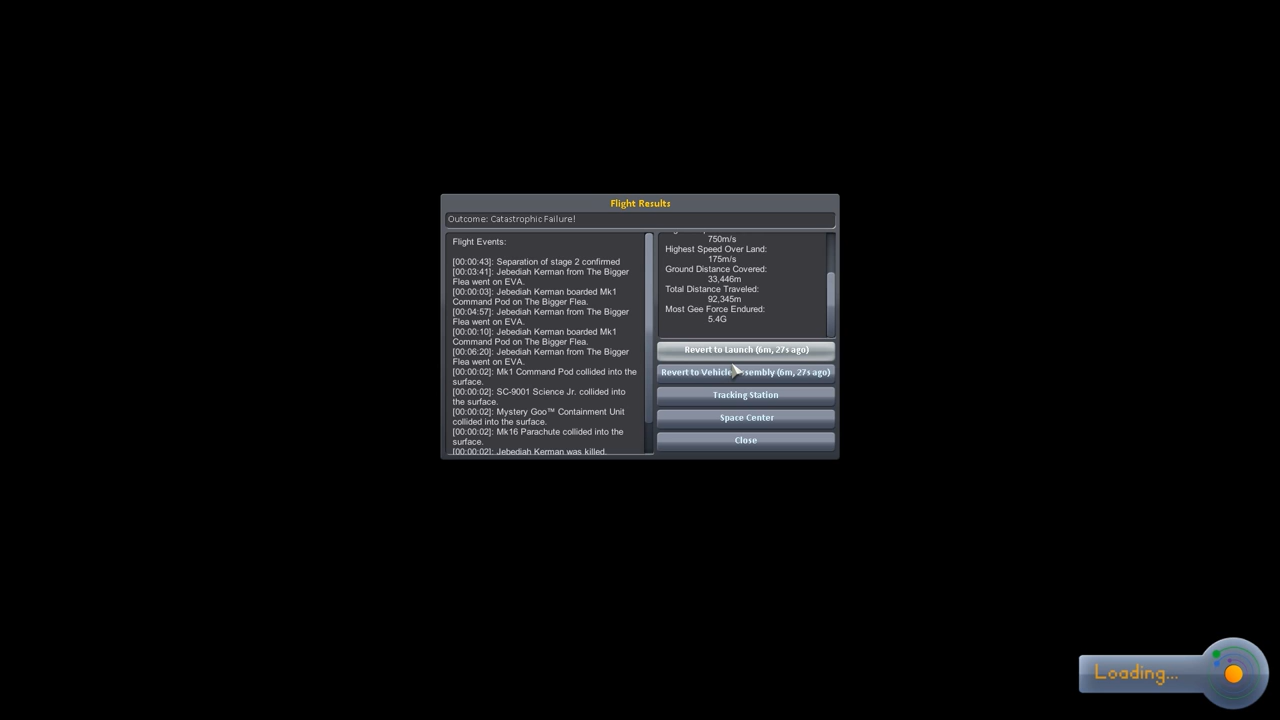 Flight Results
Outcome: Catastrophic Failure!
Flight Events:
[00:00:43]: Separation of stage 2 confirmed
[00:03:41]: Jebediah Kerman from The Bigger
Flea went on EVA.
[00:00:03]: Jebediah Kerman boarded Mk1
Command Pod on The Bigger Flea.
[00:04:57]: Jebediah Kerman from The Bigger
Flea went on EVA.
[00:00:10]: Jebediah Kerman boarded Mk1
Command Pod on The Bigger Flea.
[00:06:20]: Jebediah Kerman from The Bigger
Flea went on EVA.
[00:00:02]: Mk1 Command Pod collided into the
surface.
[00:00:02]: SC-9001 Science Jr. collided into
the surface.
[00:00:02]: Mystery Goo™ Containment Unit
collided into the surface.
[00:00:02]: Mk16 Parachute collided into the
surface.
[00:00:02]: Jebediah Kerman was killed.
750m/s
Highest Speed Over Land:
175m/s
Ground Distance Covered:
33,446m
Total Distance Traveled:
92,345m
Most Gee Force Endured:
5.4G
Revert to Launch (6m, 27s ago)
Revert to Vehicle Assembly (6m, 27s ago)
Tracking Station
Space Center
Close
Loading...